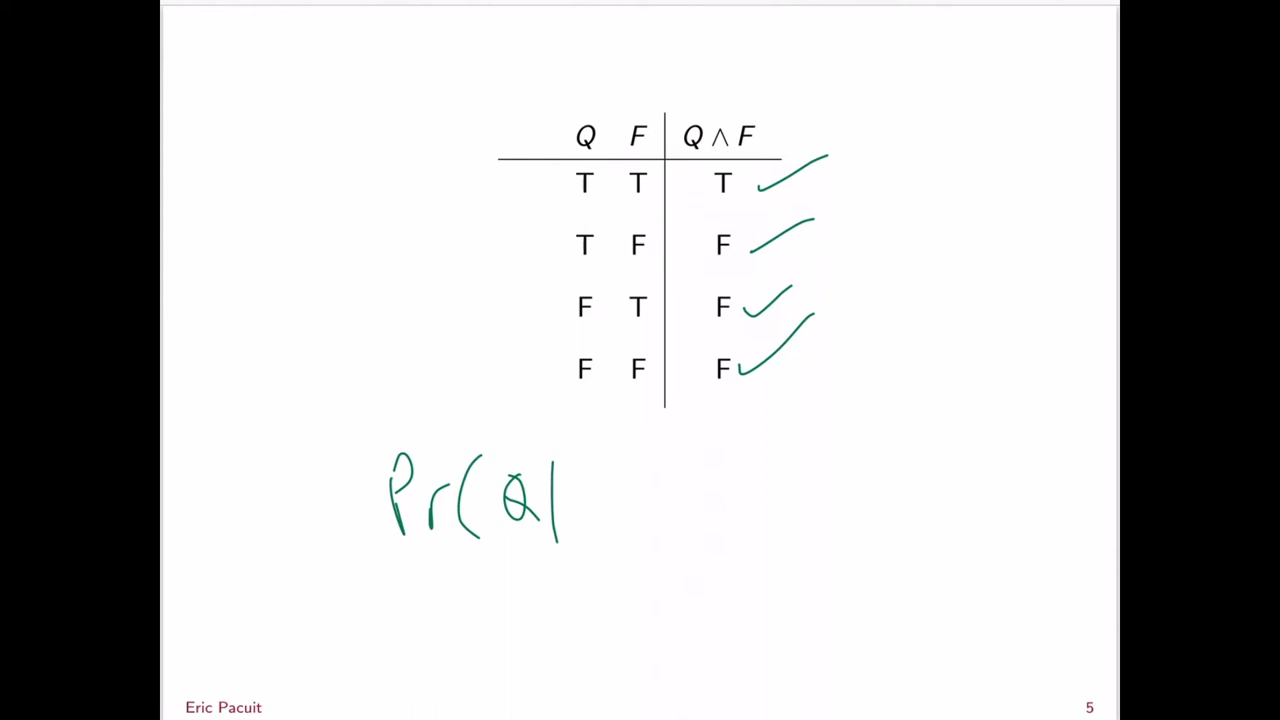 Q F Q ∧ F
T T T ✓
T F F ✓
F T F ✓
F F F ✓
Pr( Q|
Eric Pacuit 5